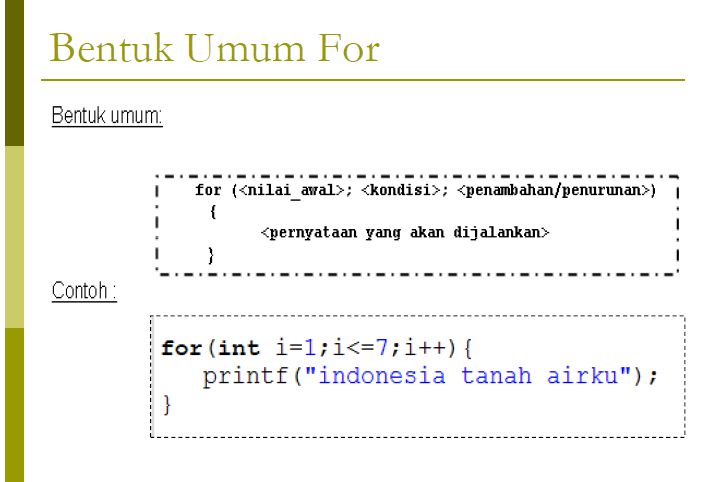 Bentuk Umum For
Bentuk umum:
for (<nilai_awal>; <kondisi>; <penambahan/penurunan>)
{
<pernyataan yang akan dijalankan>
}
Contoh :
for(int i=1;i<=7;i++){
printf("indonesia tanah airku");
}